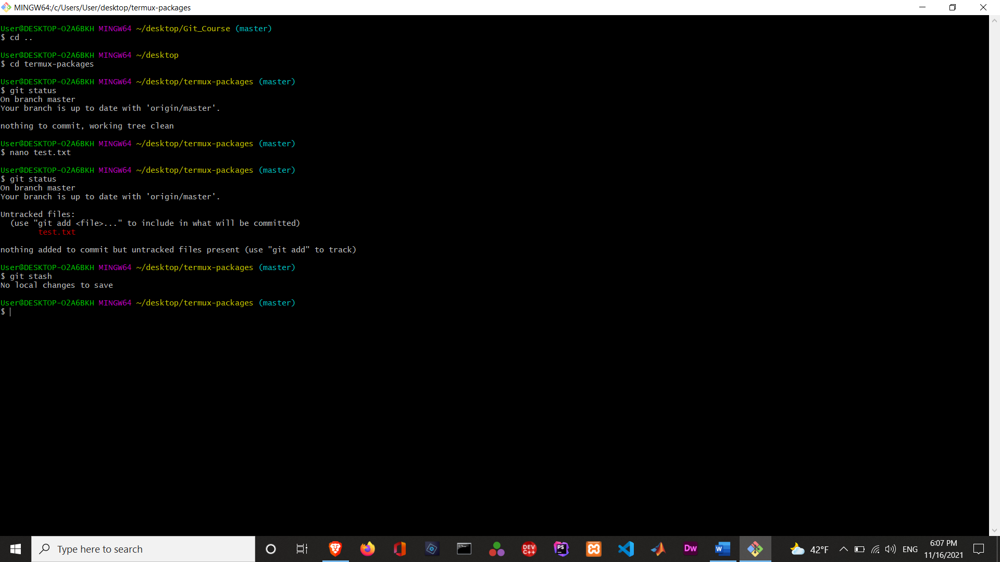 MINGW64:/c/Users/User/desktop/termux-packages
User@DESKTOP-O2A6BKH MINGW64 ~/desktop/Git_Course (master)
$ cd ..
User@DESKTOP-O2A6BKH MINGW64 ~/desktop
$ cd termux-packages
User@DESKTOP-O2A6BKH MINGW64 ~/desktop/termux-packages (master)
$ git status
On branch master
Your branch is up to date with 'origin/master'.
nothing to commit, working tree clean
User@DESKTOP-O2A6BKH MINGW64 ~/desktop/termux-packages (master)
$ nano test.txt
User@DESKTOP-O2A6BKH MINGW64 ~/desktop/termux-packages (master)
$ git status
On branch master
Your branch is up to date with 'origin/master'.
Untracked files:
  (use "git add <file>..." to include in what will be committed)
        test.txt
nothing added to commit but untracked files present (use "git add" to track)
User@DESKTOP-O2A6BKH MINGW64 ~/desktop/termux-packages (master)
$ git stash
No local changes to save
User@DESKTOP-O2A6BKH MINGW64 ~/desktop/termux-packages (master)
$
Type here to search
DEV C++
PS
Dw
W
42°F
ENG
6:07 PM
11/16/2021